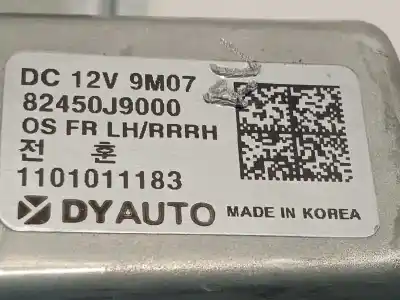 DC 12V 9M07
82450J9000
OS FR LH/RRRH
전 훈
1101011183
DYAUTO MADE IN KOREA